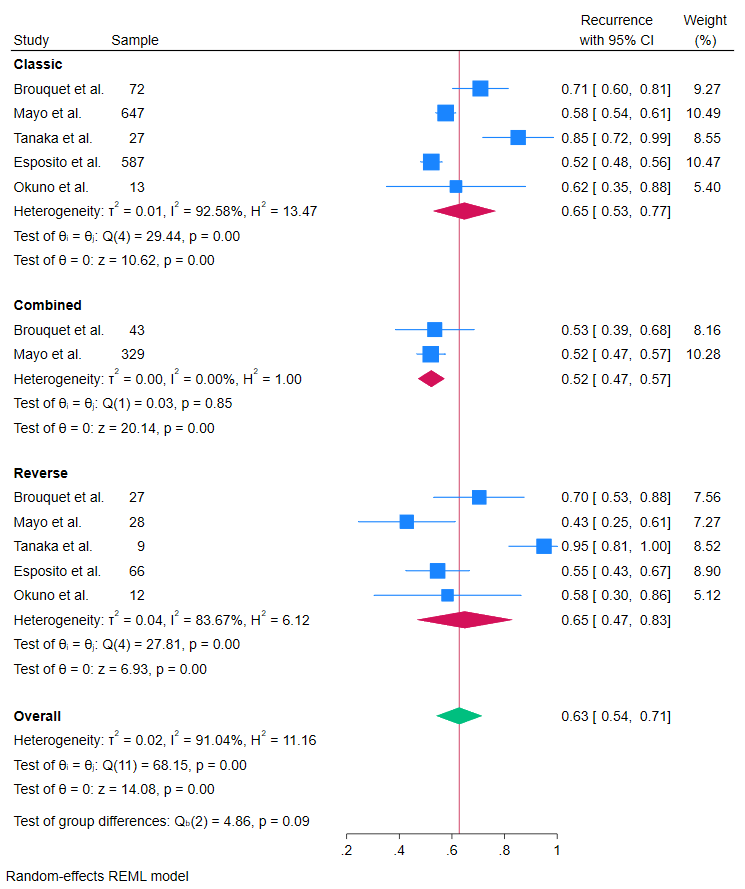 Recurrence Weight
Study Sample with 95% CI (%)
Classic
Brouquet et al. 72 0.71 [ 0.60, 0.81] 9.27
Mayo et al. 647 0.58 [ 0.54, 0.61] 10.49
Tanaka et al. 27 0.85 [ 0.72, 0.99] 8.55
Esposito et al. 587 0.52 [ 0.48, 0.56] 10.47
Okuno et al. 13 0.62 [ 0.35, 0.88] 5.40
Heterogeneity: τ² = 0.01, I² = 92.58%, H² = 13.47 0.65 [ 0.53, 0.77]
Test of θᵢ = θⱼ: Q(4) = 29.44, p = 0.00
Test of θ = 0: z = 10.62, p = 0.00
Combined
Brouquet et al. 43 0.53 [ 0.39, 0.68] 8.16
Mayo et al. 329 0.52 [ 0.47, 0.57] 10.28
Heterogeneity: τ² = 0.00, I² = 0.00%, H² = 1.00 0.52 [ 0.47, 0.57]
Test of θᵢ = θⱼ: Q(1) = 0.03, p = 0.85
Test of θ = 0: z = 20.14, p = 0.00
Reverse
Brouquet et al. 27 0.70 [ 0.53, 0.88] 7.56
Mayo et al. 28 0.43 [ 0.25, 0.61] 7.27
Tanaka et al. 9 0.95 [ 0.81, 1.00] 8.52
Esposito et al. 66 0.55 [ 0.43, 0.67] 8.90
Okuno et al. 12 0.58 [ 0.30, 0.86] 5.12
Heterogeneity: τ² = 0.04, I² = 83.67%, H² = 6.12 0.65 [ 0.47, 0.83]
Test of θᵢ = θⱼ: Q(4) = 27.81, p = 0.00
Test of θ = 0: z = 6.93, p = 0.00
Overall 0.63 [ 0.54, 0.71]
Heterogeneity: τ² = 0.02, I² = 91.04%, H² = 11.16
Test of θᵢ = θⱼ: Q(11) = 68.15, p = 0.00
Test of θ = 0: z = 14.08, p = 0.00
Test of group differences: Q_b(2) = 4.86, p = 0.09
.2 .4 .6 .8 1
Random-effects REML model